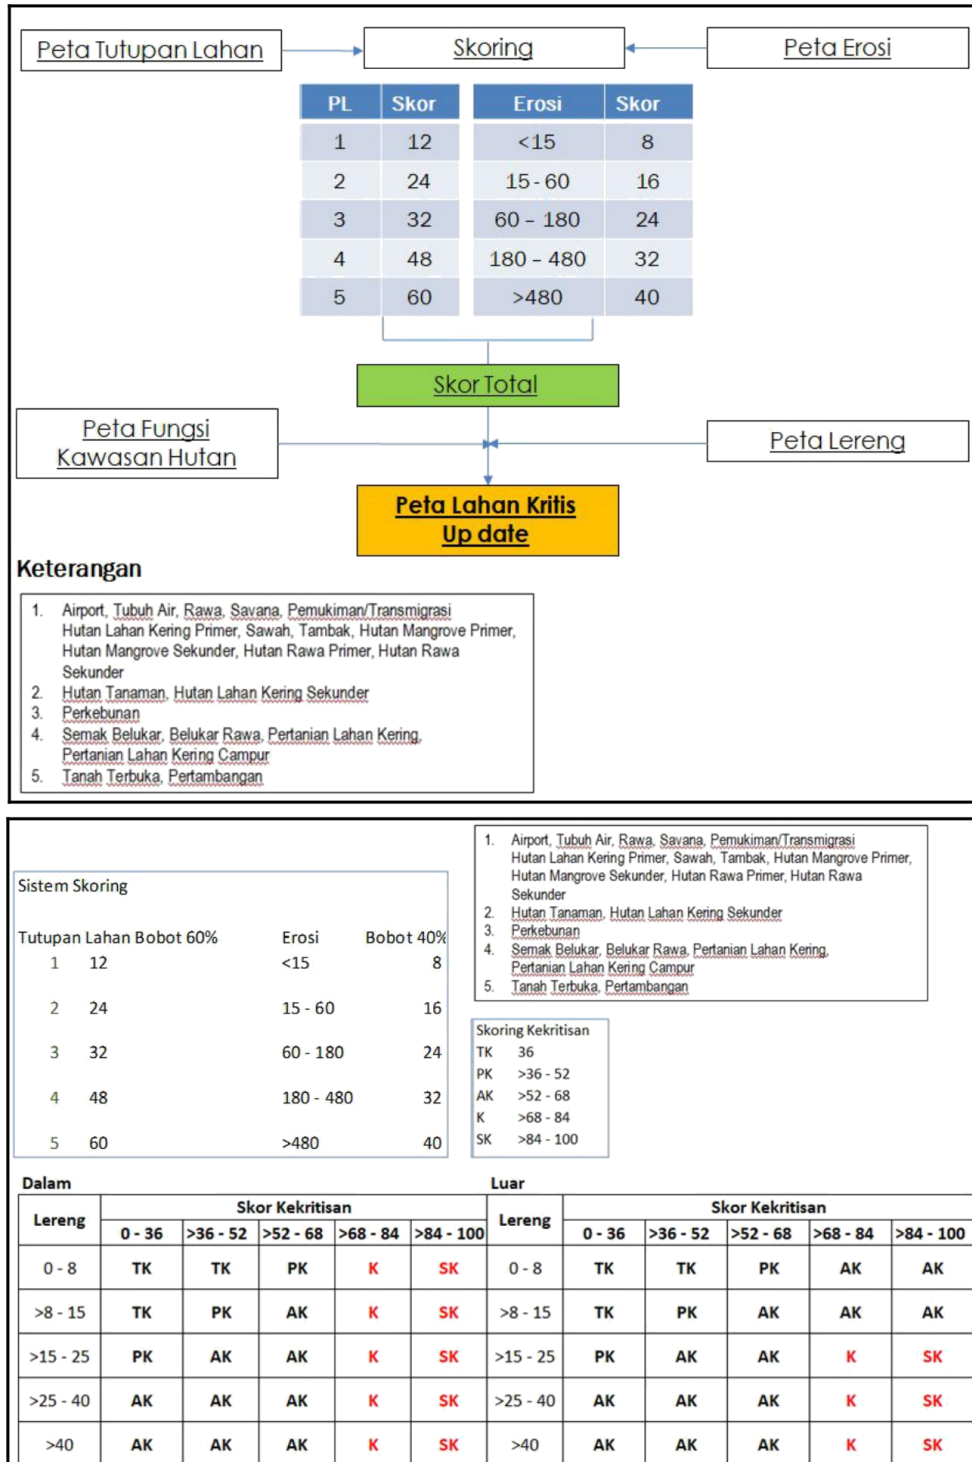 Peta Tutupan Lahan
Skoring
Peta Erosi
PL Skor Erosi Skor
1 12 <15 8
2 24 15 - 60 16
3 32 60 – 180 24
4 48 180 – 480 32
5 60 >480 40
Skor Total
Peta Fungsi
Kawasan Hutan
Peta Lereng
Peta Lahan Kritis
Up date
Keterangan
1. Airport, Tubuh Air, Rawa, Savana, Pemukiman/Transmigrasi
Hutan Lahan Kering Primer, Sawah, Tambak, Hutan Mangrove Primer,
Hutan Mangrove Sekunder, Hutan Rawa Primer, Hutan Rawa
Sekunder
2. Hutan Tanaman, Hutan Lahan Kering Sekunder
3. Perkebunan
4. Semak Belukar, Belukar Rawa, Pertanian Lahan Kering,
Pertanian Lahan Kering Campur
5. Tanah Terbuka, Pertambangan
Sistem Skoring
Tutupan Lahan Bobot 60% Erosi Bobot 40%
1 12 <15 8
2 24 15 - 60 16
3 32 60 - 180 24
4 48 180 - 480 32
5 60 >480 40
1. Airport, Tubuh Air, Rawa, Savana, Pemukiman/Transmigrasi
Hutan Lahan Kering Primer, Sawah, Tambak, Hutan Mangrove Primer,
Hutan Mangrove Sekunder, Hutan Rawa Primer, Hutan Rawa
Sekunder
2. Hutan Tanaman, Hutan Lahan Kering Sekunder
3. Perkebunan
4. Semak Belukar, Belukar Rawa, Pertanian Lahan Kering,
Pertanian Lahan Kering Campur
5. Tanah Terbuka, Pertambangan
Skoring Kekritisan
TK 36
PK >36 - 52
AK >52 - 68
K >68 - 84
SK >84 - 100
Dalam
Lereng Skor Kekritisan
0 - 36 >36 - 52 >52 - 68 >68 - 84 >84 - 100
0 - 8 TK TK PK K SK
>8 - 15 TK PK AK K SK
>15 - 25 PK AK AK K SK
>25 - 40 AK AK AK K SK
>40 AK AK AK K SK
Luar
Lereng Skor Kekritisan
0 - 36 >36 - 52 >52 - 68 >68 - 84 >84 - 100
0 - 8 TK TK PK AK AK
>8 - 15 TK PK AK AK AK
>15 - 25 PK AK AK K SK
>25 - 40 AK AK AK K SK
>40 AK AK AK K SK